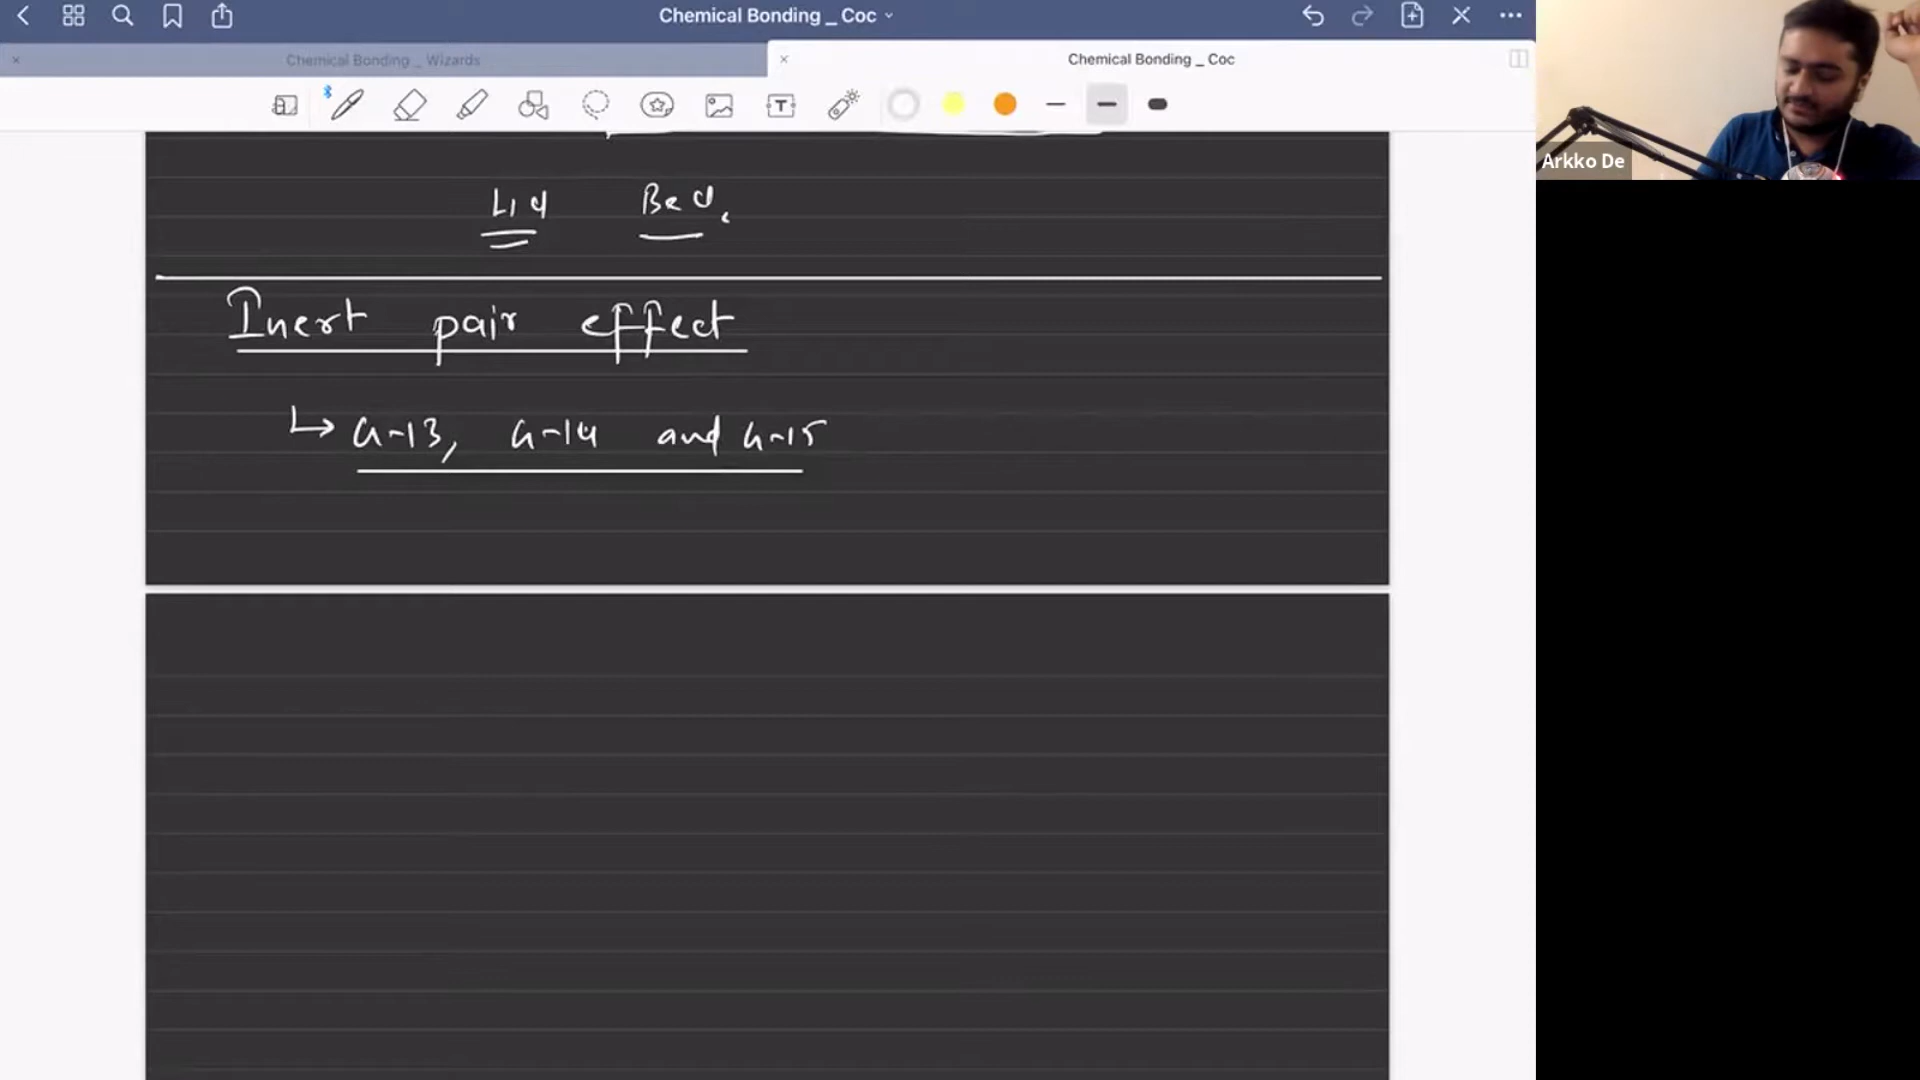 Chemical Bonding _ Coc
Chemical Bonding _ Wizards
Chemical Bonding _ Coc
Arkko De
LiCl BeCl₂
Inert pair effect
↳ G-13, G-14 and G-15